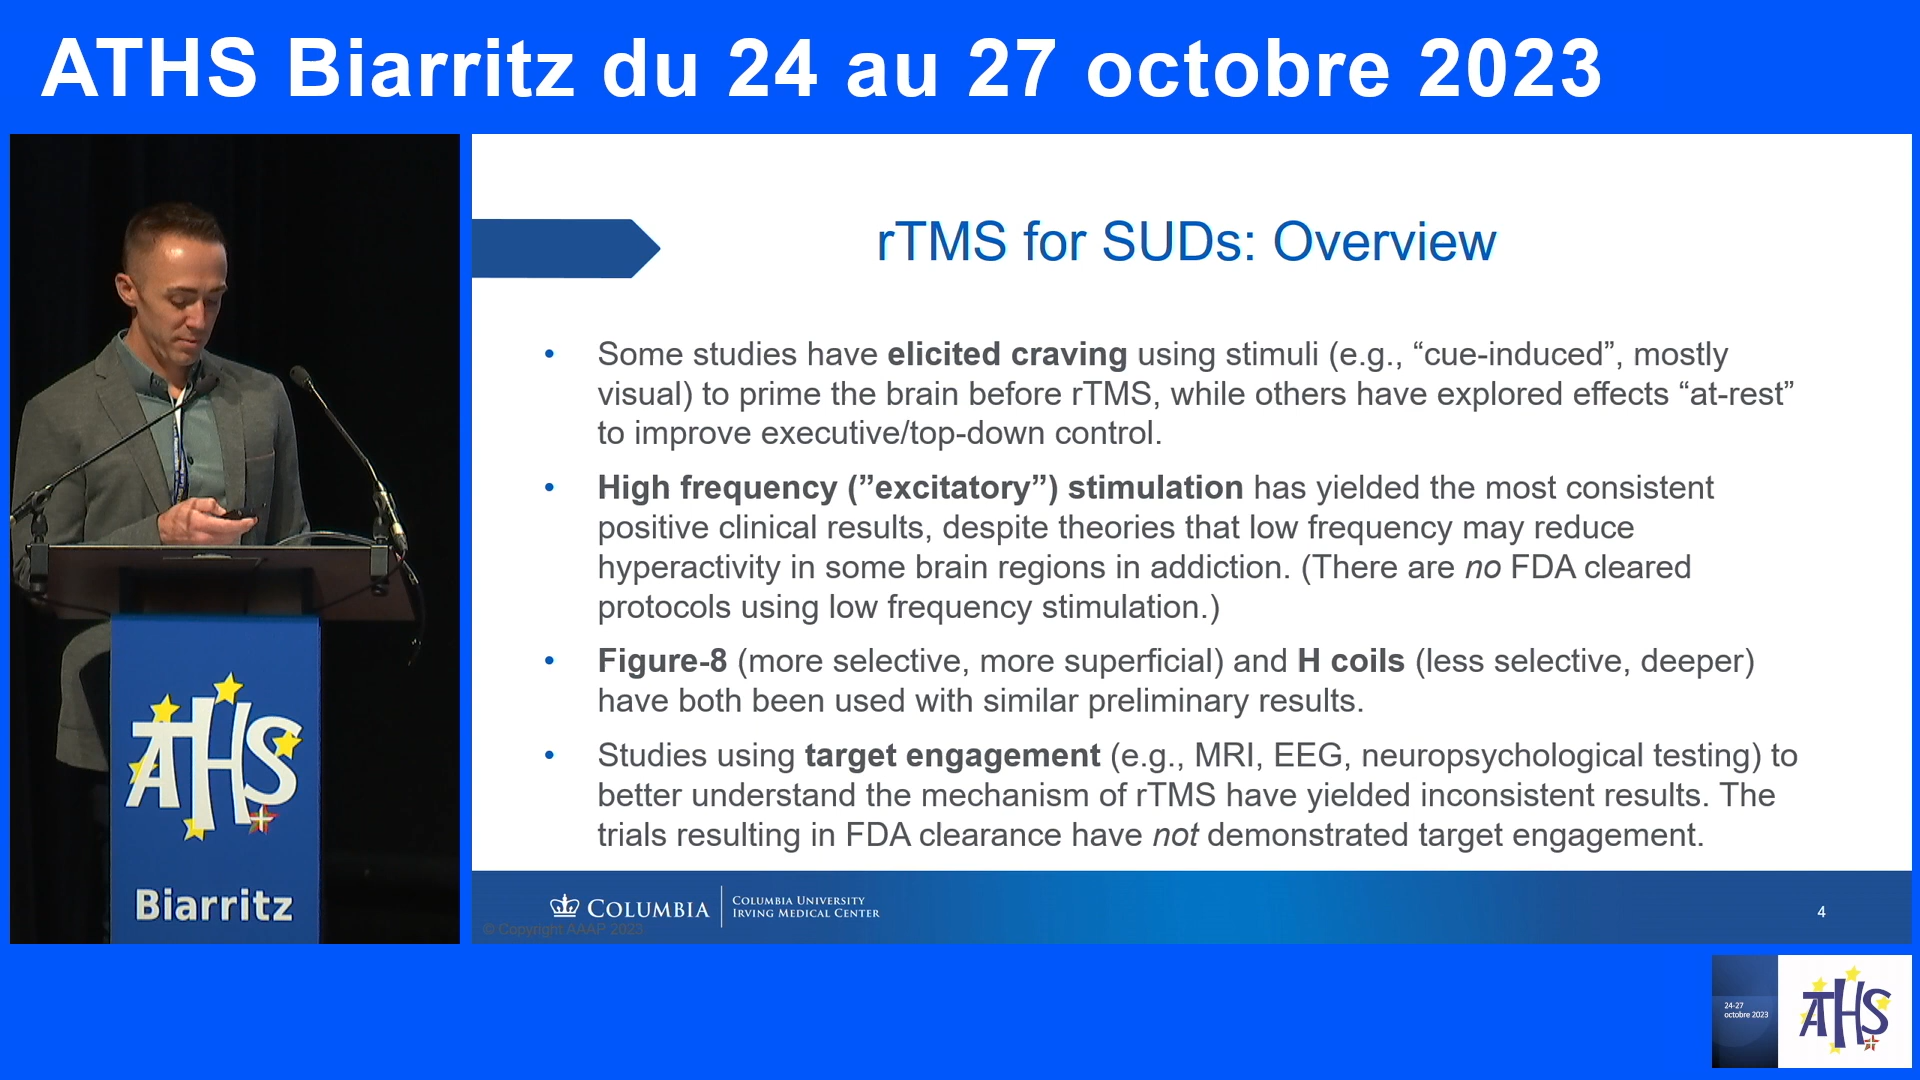 ATHS Biarritz du 24 au 27 octobre 2023
rTMS for SUDs: Overview
• Some studies have elicited craving using stimuli (e.g., “cue-induced”, mostly
visual) to prime the brain before rTMS, while others have explored effects “at-rest”
to improve executive/top-down control.
• High frequency (”excitatory”) stimulation has yielded the most consistent
positive clinical results, despite theories that low frequency may reduce
hyperactivity in some brain regions in addiction. (There are no FDA cleared
protocols using low frequency stimulation.)
• Figure-8 (more selective, more superficial) and H coils (less selective, deeper)
have both been used with similar preliminary results.
• Studies using target engagement (e.g., MRI, EEG, neuropsychological testing) to
better understand the mechanism of rTMS have yielded inconsistent results. The
trials resulting in FDA clearance have not demonstrated target engagement.
COLUMBIA
COLUMBIA UNIVERSITY
IRVING MEDICAL CENTER
© Copyright AAAP 2023
4
ATHS
Biarritz
24-27
octobre 2023
ATHS